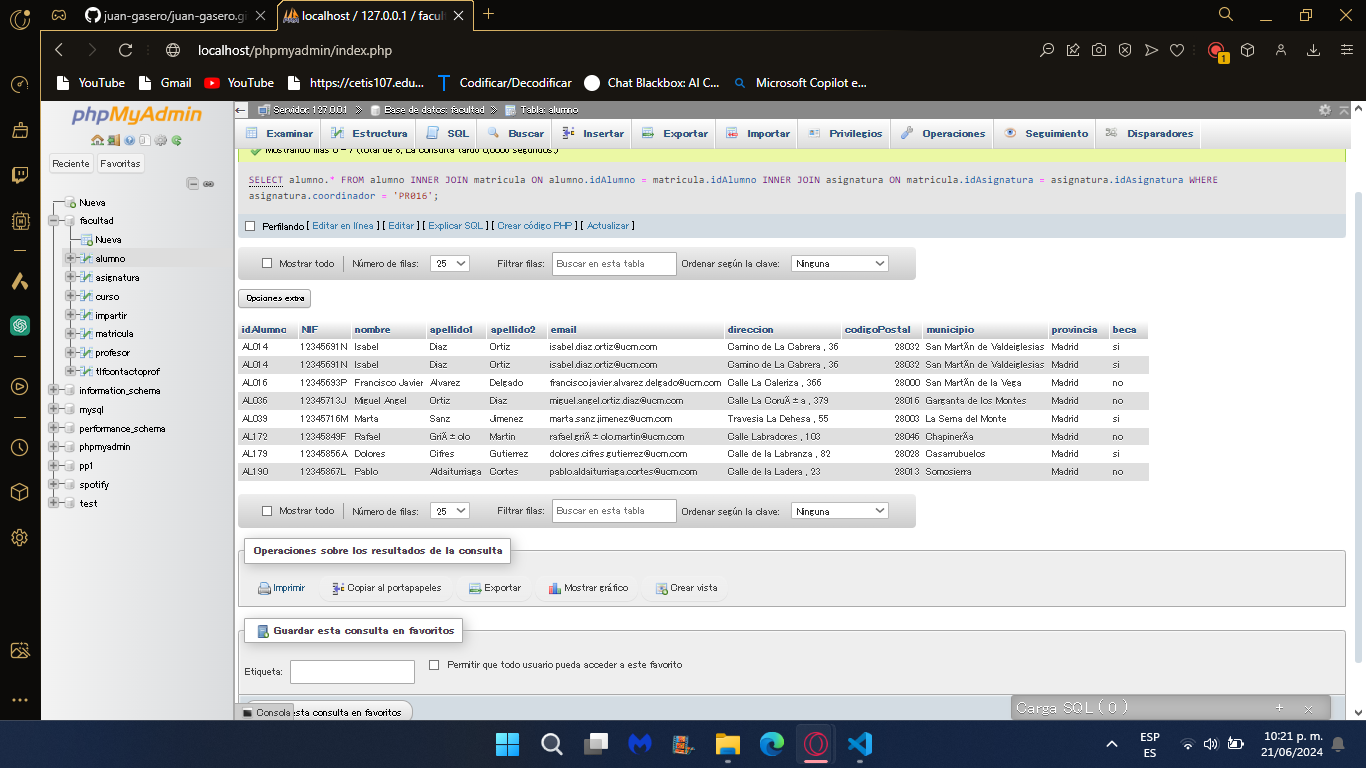 juan-gasero/juan-gasero.gi
localhost / 127.0.0.1 / facul
localhost/phpmyadmin/index.php
1
YouTube Gmail YouTube https://cetis107.edu... Codificar/Decodificar Chat Blackbox: AI C... Microsoft Copilot e...
phpMyAdmin
Reciente Favoritas
Nueva
facultad
Nueva
alumno
asignatura
curso
impartir
matricula
profesor
tlfcontactoprof
information_schema
mysql
performance_schema
phpmyadmin
pp1
spotify
test
Servidor: 127.0.0.1 » Base de datos: facultad » Tabla: alumno
Examinar Estructura SQL Buscar Insertar Exportar Importar Privilegios Operaciones Seguimiento Disparadores
Mostrando filas 0 - 7 (total de 8, La consulta tardó 0,0000 segundos.)
SELECT alumno.* FROM alumno INNER JOIN matricula ON alumno.idAlumno = matricula.idAlumno INNER JOIN asignatura ON matricula.idAsignatura = asignatura.idAsignatura WHERE
asignatura.coordinador = 'PR016';
Perfilando [ Editar en línea ] [ Editar ] [ Explicar SQL ] [ Crear código PHP ] [ Actualizar ]
Mostrar todo Número de filas: 25 Filtrar filas: Buscar en esta tabla Ordenar según la clave: Ninguna
Opciones extra
idAlumno NIF nombre apellido1 apellido2 email direccion codigoPostal municipio provincia beca
AL014 12345691N Isabel Diaz Ortiz isabel.diaz.ortiz@ucm.com Camino de La Cabrera , 36 28032 San MartÃn de Valdeiglesias Madrid si
AL014 12345691N Isabel Diaz Ortiz isabel.diaz.ortiz@ucm.com Camino de La Cabrera , 36 28032 San MartÃn de Valdeiglesias Madrid si
AL016 12345693P Francisco Javier Alvarez Delgado francisco.javier.alvarez.delgado@ucm.com Calle La Caleriza , 366 28000 San MartÃn de la Vega Madrid no
AL036 12345713J Miguel Angel Ortiz Diaz miguel.angel.ortiz.diaz@ucm.com Calle La CoruÃ±a , 379 28016 Garganta de los Montes Madrid no
AL039 12345716M Marta Sanz Jimenez marta.sanz.jimenez@ucm.com Travesia La Dehesa , 55 28003 La Serna del Monte Madrid si
AL172 12345849F Rafael GriÃ±olo Martin rafael.griÃ±olo.martin@ucm.com Calle Labradores , 103 28046 ChapinerÃa Madrid no
AL179 12345856A Dolores Cifres Gutierrez dolores.cifres.gutierrez@ucm.com Calle de la Labranza , 82 28028 Casarrubuelos Madrid si
AL190 12345867L Pablo Aldaiturriaga Cortes pablo.aldaiturriaga.cortes@ucm.com Calle de la Ladera , 23 28013 Somosierra Madrid no
Mostrar todo Número de filas: 25 Filtrar filas: Buscar en esta tabla Ordenar según la clave: Ninguna
Operaciones sobre los resultados de la consulta
Imprimir Copiar al portapapeles Exportar Mostrar gráfico Crear vista
Guardar esta consulta en favoritos
Etiqueta: Permitir que todo usuario pueda acceder a este favorito
Consola esta consulta en favoritos
Carga SQL ( 0 ) + ×
ESP
ES
10:21 p. m.
21/06/2024